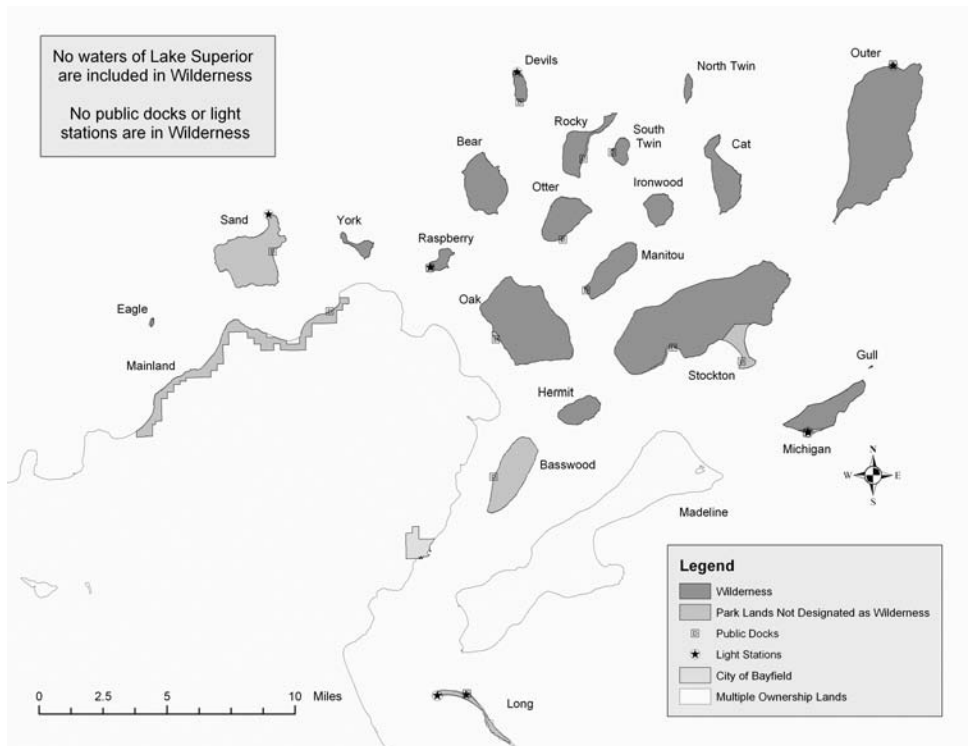 No waters of Lake Superior
are included in Wilderness
No public docks or light
stations are in Wilderness
Devils
North Twin
Outer
Rocky
South
Twin
Bear
Cat
Otter
Ironwood
Sand
York
Raspberry
Manitou
Oak
Eagle
Mainland
Stockton
Gull
Hermit
Michigan
Basswood
N
W
E
S
Madeline
Legend
Wilderness
Park Lands Not Designated as Wilderness
Public Docks
Light Stations
City of Bayfield
Multiple Ownership Lands
0
2.5
5
10
Miles
Long